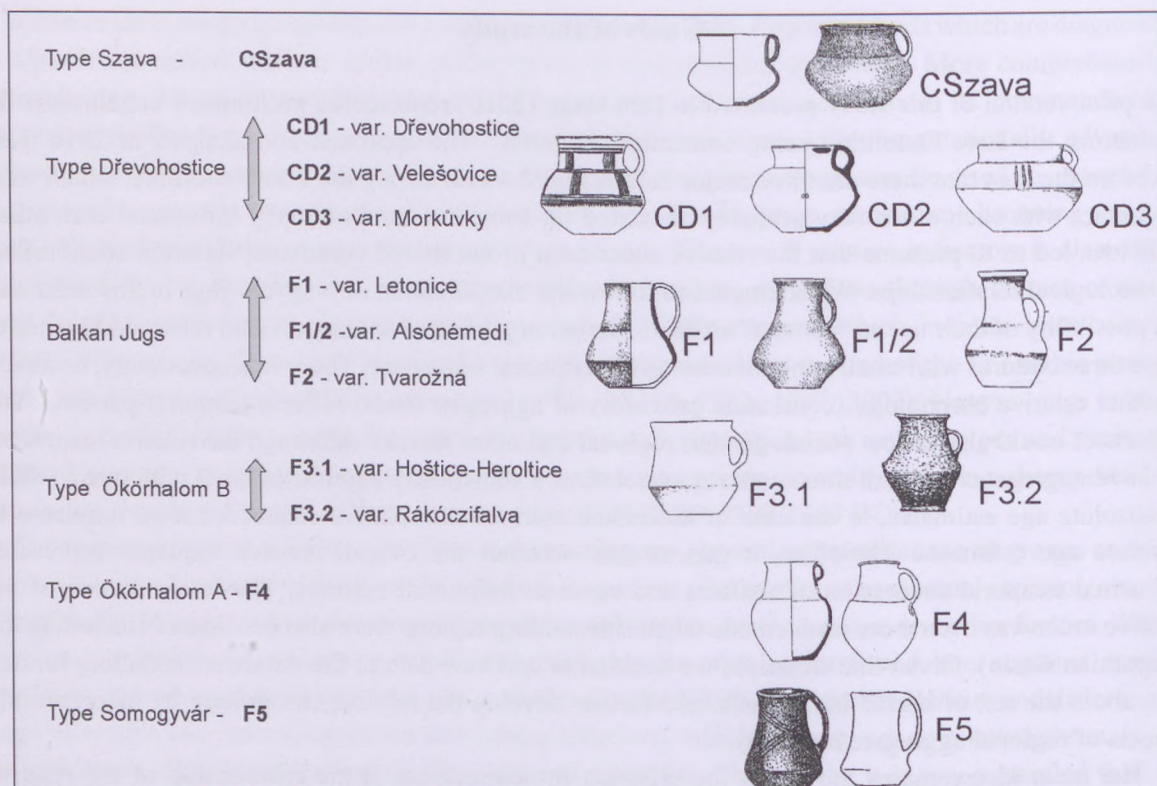 Type Szava - CSzava
CSzava
CD1 - var. Dřevohostice
Type Dřevohostice CD2 - var. Velešovice
CD3 - var. Morkůvky
CD1 CD2 CD3
F1 - var. Letonice
Balkan Jugs F1/2 - var. Alsónémedi
F2 - var. Tvarožná
F1 F1/2 F2
F3.1 - var. Hoštice-Heroltice
Type Ökörhalom B
F3.2 - var. Rákóczifalva
F3.1 F3.2
Type Ökörhalom A - F4
F4
Type Somogyvár - F5
F5